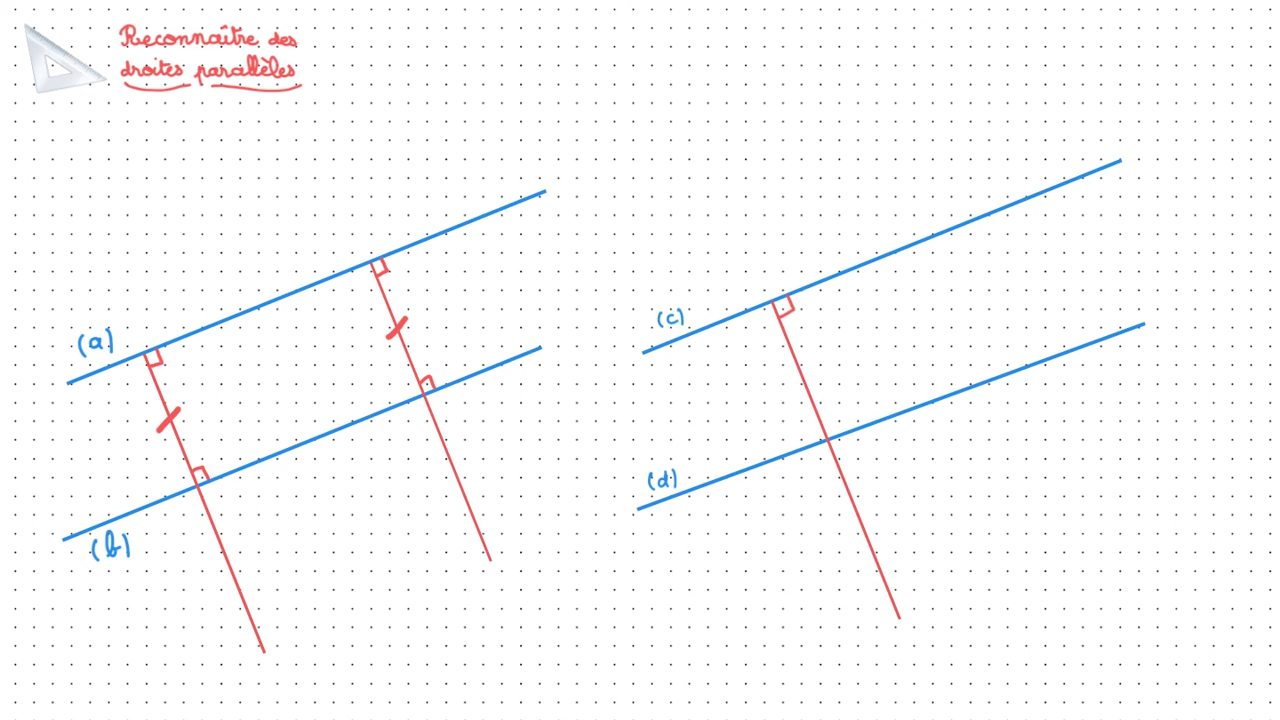 Reconnaître des
droites parallèles
(a)
(b)
(c)
(d)